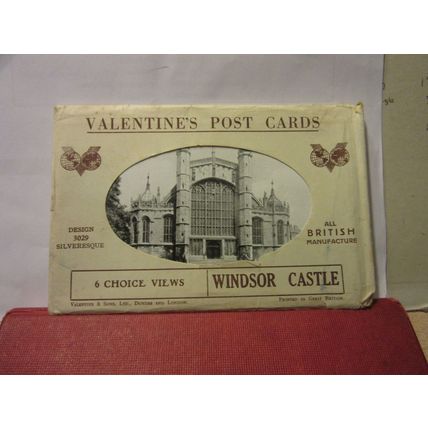 VALENTINE'S POST CARDS
DESIGN
3029
SILVERESQUE
ALL
BRITISH
MANUFACTURE
6 CHOICE VIEWS
WINDSOR CASTLE
VALENTINE & SONS, LTD., DUNDEE AND LONDON.
PRINTED IN GREAT BRITAIN.